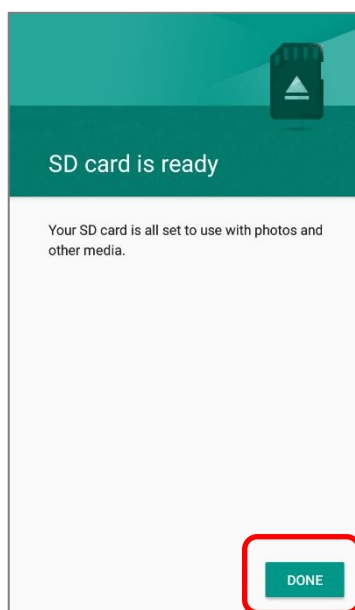 SD card is ready
Your SD card is all set to use with photos and
other media.
DONE